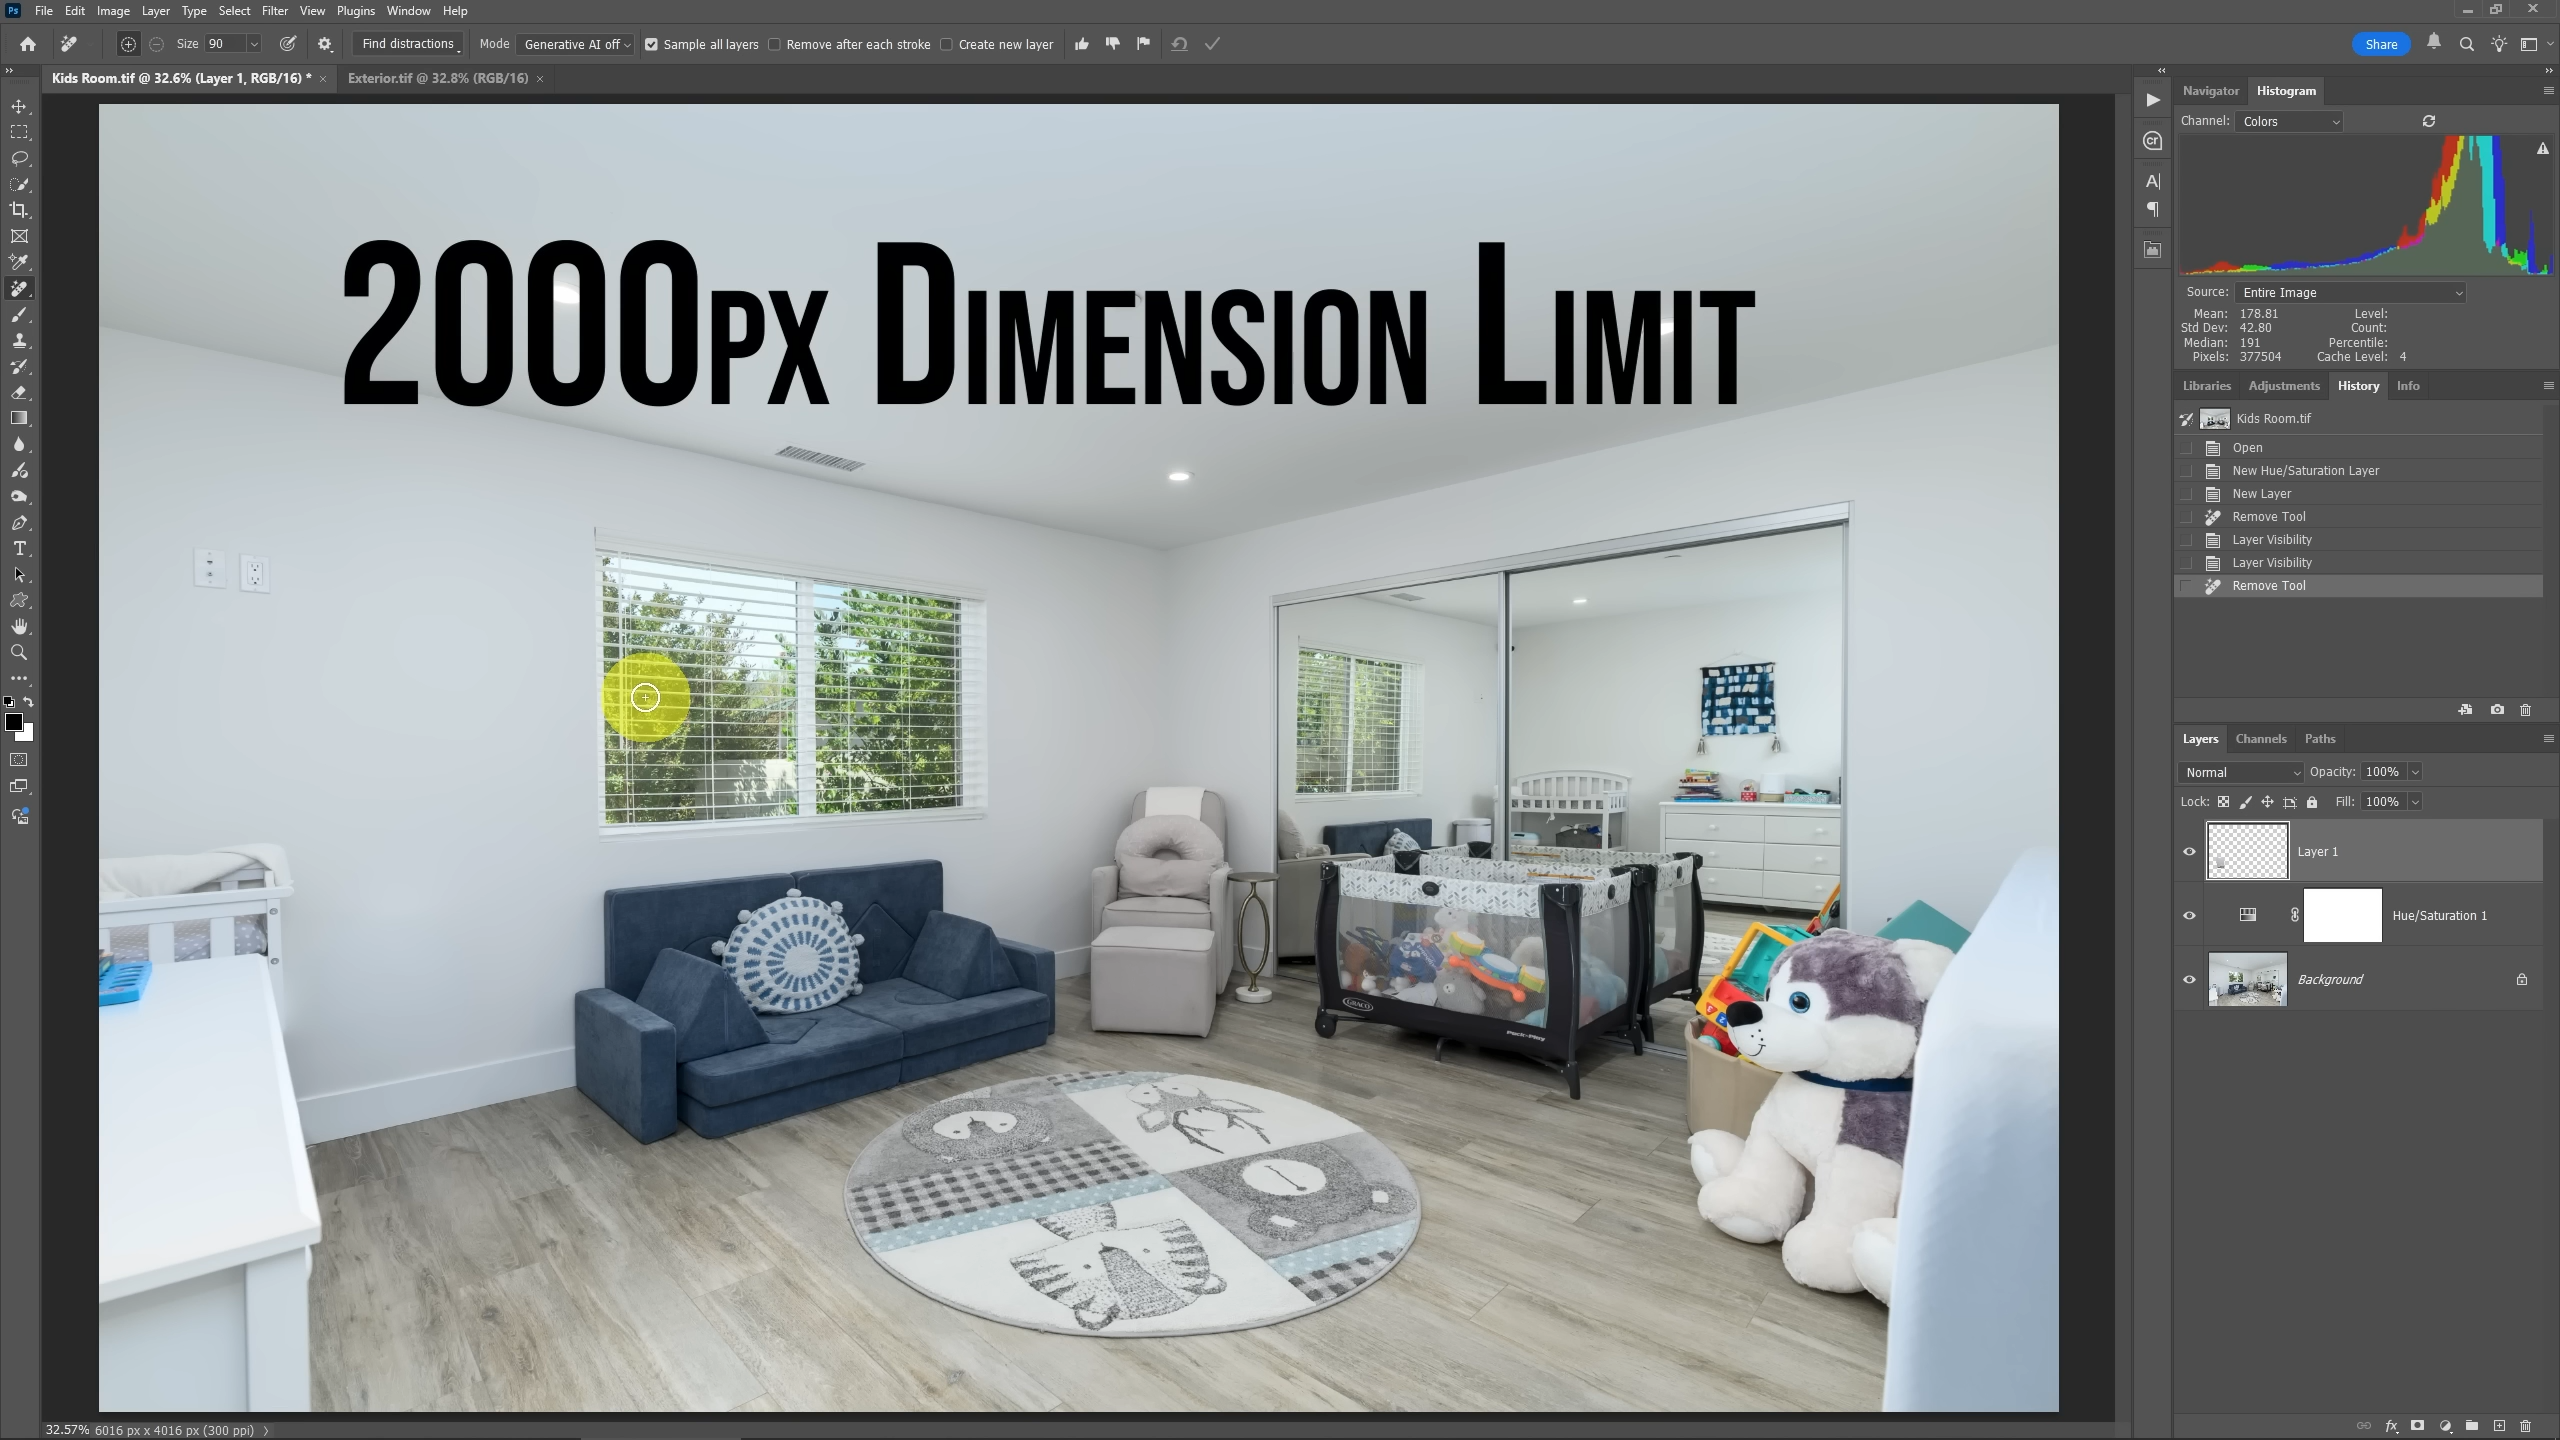 Ps File Edit Image Layer Type Select Filter View Plugins Window Help
Size 90 Find distractions Mode Generative AI off Sample all layers Remove after each stroke Create new layer Share
Kids Room.tif @ 32.6% (Layer 1, RGB/16) * × Exterior.tif @ 32.8% (RGB/16) ×
2000px Dimension Limit
GRACO
Pack-Play
32.57% 6016 px x 4016 px (300 ppi)
Navigator Histogram
Channel: Colors
Source: Entire Image
Mean: 178.81 Level:
Std Dev: 42.80 Count:
Median: 191 Percentile:
Pixels: 377504 Cache Level: 4
Libraries Adjustments History Info
Kids Room.tif
Open
New Hue/Saturation Layer
New Layer
Remove Tool
Layer Visibility
Layer Visibility
Remove Tool
Layers Channels Paths
Normal Opacity: 100%
Lock: Fill: 100%
Layer 1
Hue/Saturation 1
Background
fx